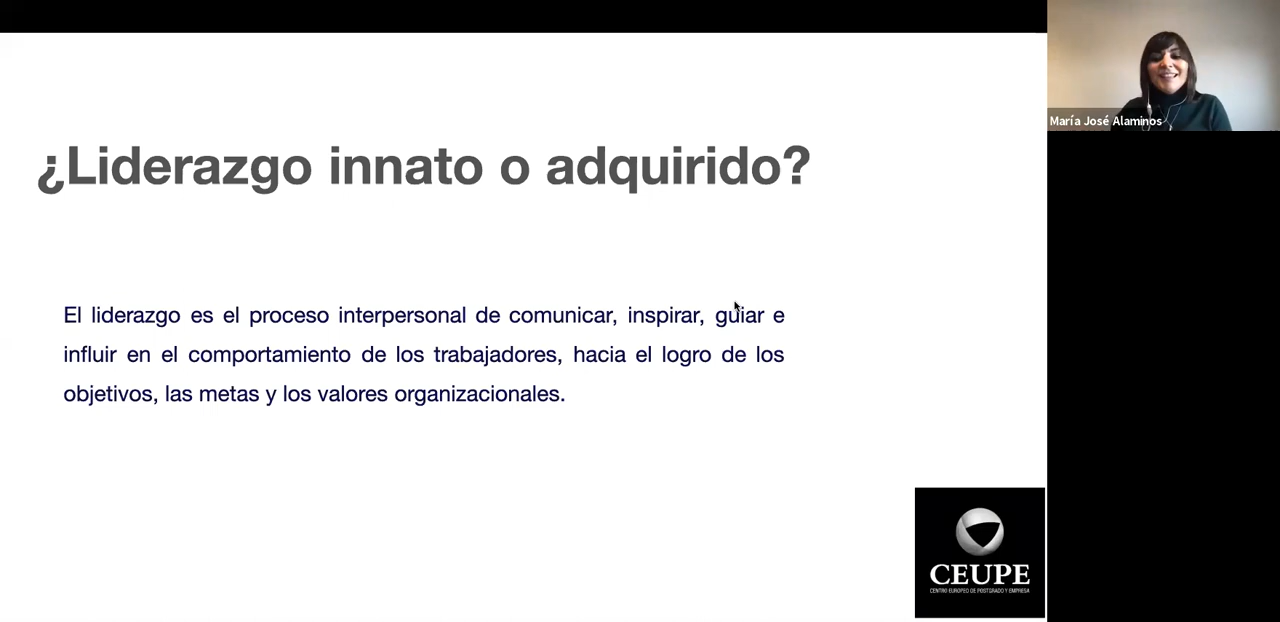 María José Alaminos
¿Liderazgo innato o adquirido?
El liderazgo es el proceso interpersonal de comunicar, inspirar, guiar e
influir en el comportamiento de los trabajadores, hacia el logro de los
objetivos, las metas y los valores organizacionales.
CEUPE
CENTRO EUROPEO DE POSTGRADO Y EMPRESA